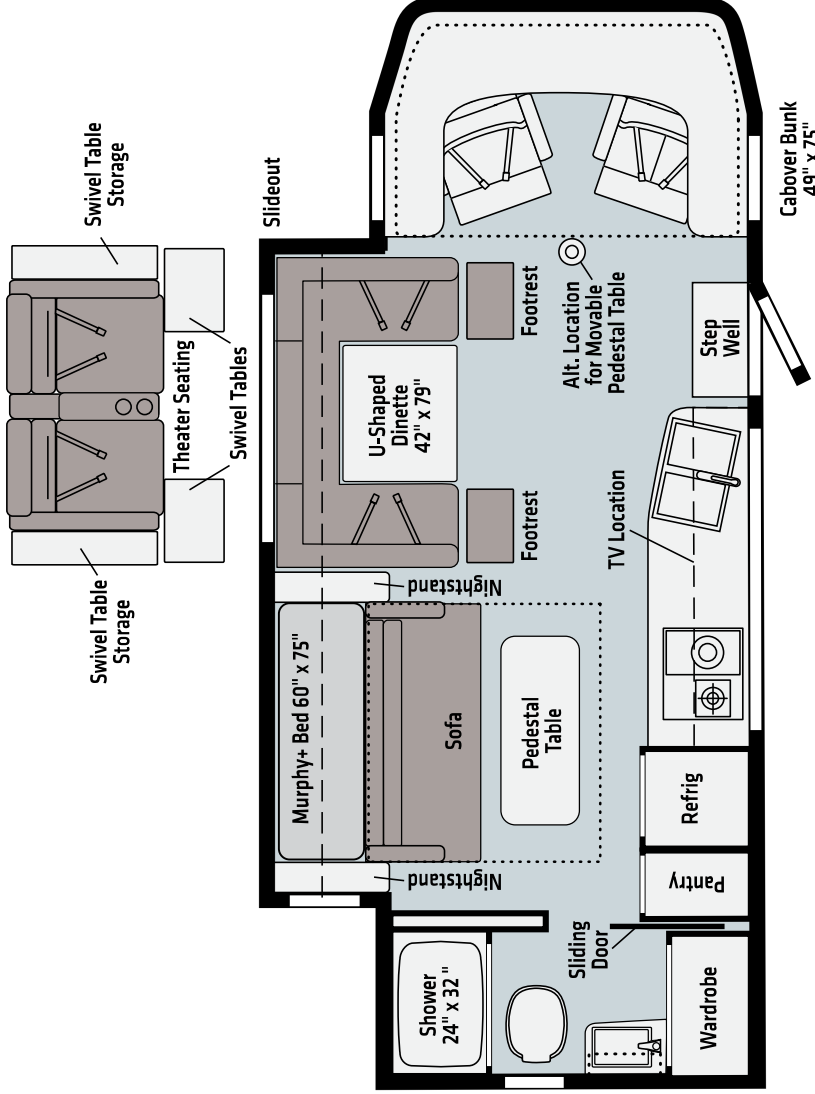 Swivel Table
Storage
Theater Seating
Swivel Tables
Swivel Table
Storage
Slideout
Murphy+ Bed 60" x 75"
Nightstand
Nightstand
Sofa
Pedestal
Table
U-Shaped
Dinette
42" x 79"
Footrest
Footrest
Alt. Location
for Movable
Pedestal Table
TV Location
Step
Well
Shower
24" x 32 "
Sliding
Door
Wardrobe
Pantry
Refrig
Cabover Bunk
49" x 75"